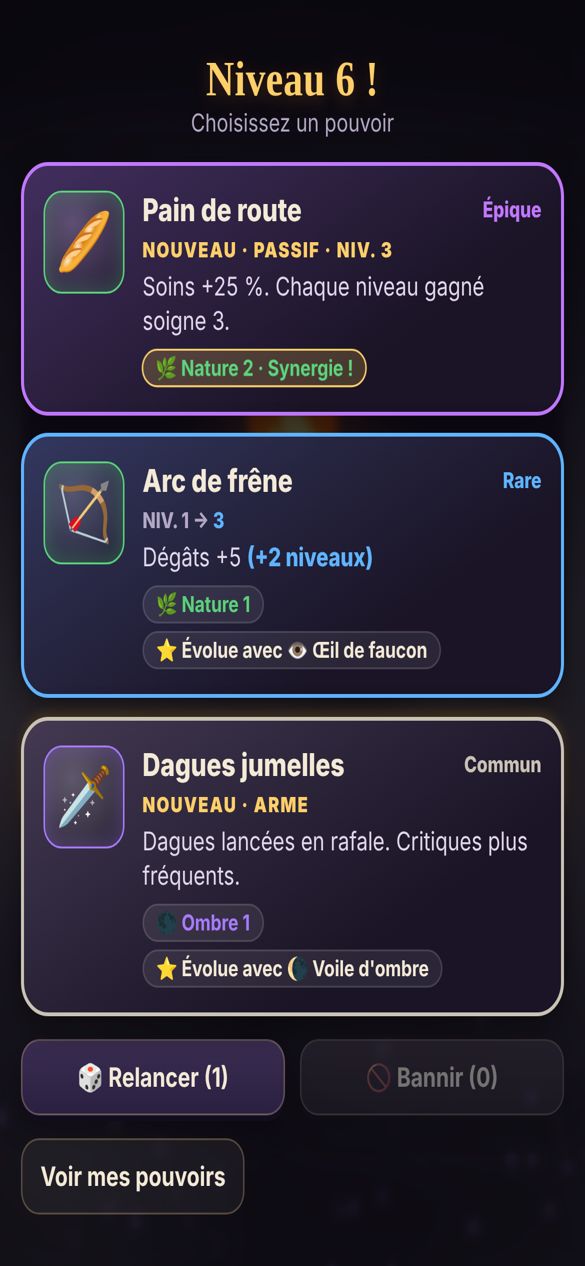 Niveau 6 !
Choisissez un pouvoir
Pain de route
Épique
NOUVEAU · PASSIF · NIV. 3
Soins +25 %. Chaque niveau gagné
soigne 3.
🌿 Nature 2 · Synergie !
Arc de frêne
Rare
NIV. 1 → 3
Dégâts +5 (+2 niveaux)
🌿 Nature 1
⭐ Évolue avec 👁 Œil de faucon
Dagues jumelles
Commun
NOUVEAU · ARME
Dagues lancées en rafale. Critiques plus
fréquents.
🌑 Ombre 1
⭐ Évolue avec 🌘 Voile d'ombre
🎲 Relancer (1)
🚫 Bannir (0)
Voir mes pouvoirs